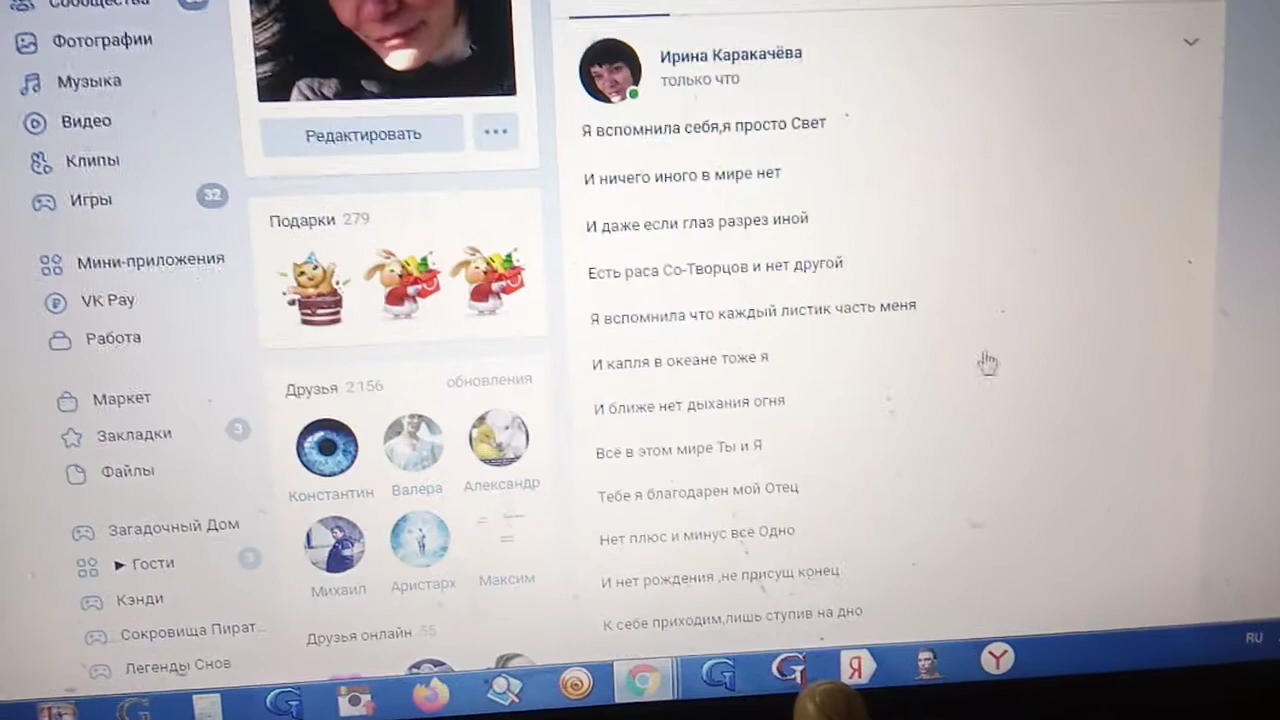 Сообщества
Фотографии
Музыка
Видео
Клипы
Игры
32
Мини-приложения
VK Pay
Работа
Маркет
Закладки
3
Файлы
Загадочный Дом
► Гости
3
Кэнди
Сокровища Пират...
Легенды Снов
Редактировать
Подарки 279
Друзья 2 156
обновления
Константин
Валера
Александр
Михаил
Аристарх
Максим
Друзья онлайн 55
Ирина Каракачёва
только что
Я вспомнила себя,я просто Свет
И ничего иного в мире нет
И даже если глаз разрез иной
Есть раса Со-Творцов и нет другой
Я вспомнила что каждый листик часть меня
И капля в океане тоже я
И ближе нет дыхания огня
Всё в этом мире Ты и Я
Тебе я благодарен мой Отец
Нет плюс и минус все Одно
И нет рождения ,не присущ конец
К себе приходим,лишь ступив на дно
Я
Y
RU